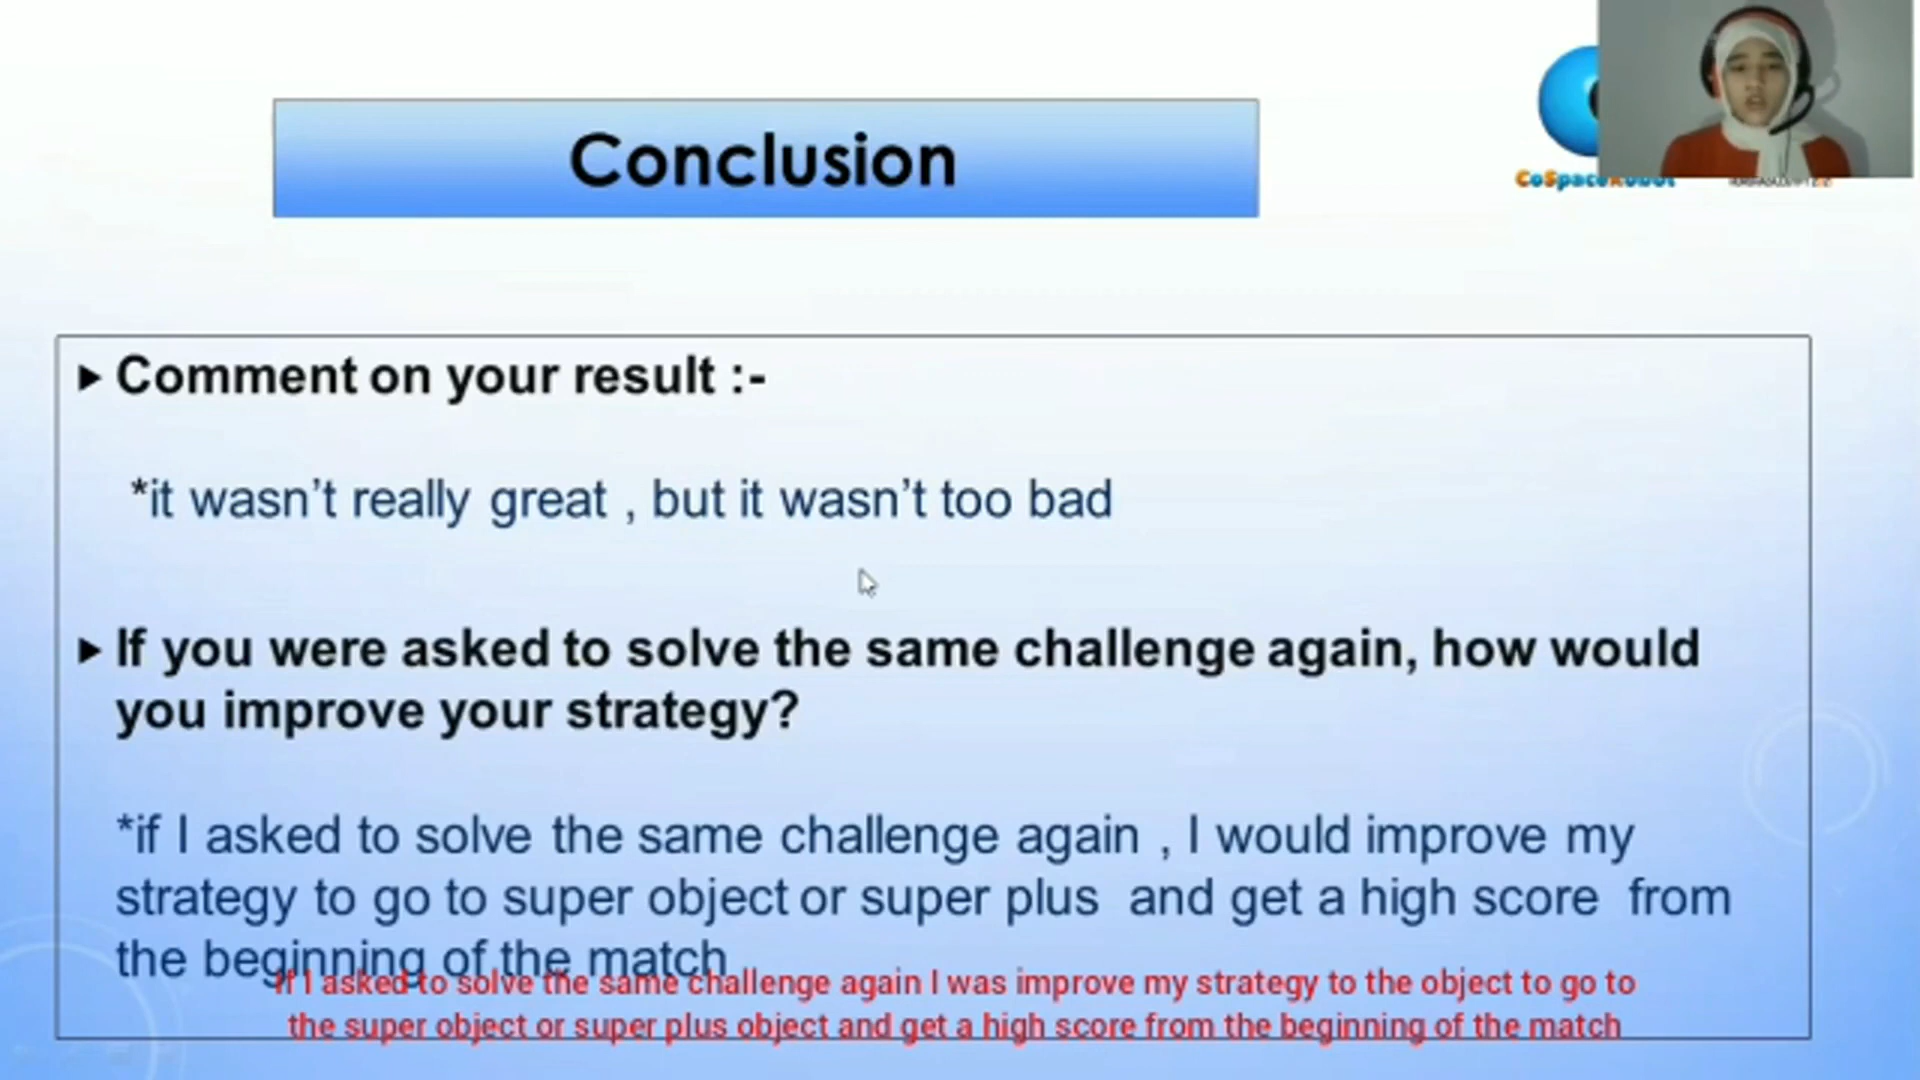 Conclusion
CoSpaceRobot
Comment on your result :-
*it wasn’t really great , but it wasn’t too bad
If you were asked to solve the same challenge again, how would
you improve your strategy?
*if I asked to solve the same challenge again , I would improve my
strategy to go to super object or super plus and get a high score from
the beginning of the match
If I asked to solve the same challenge again I was improve my strategy to the object to go to
the super object or super plus object and get a high score from the beginning of the match